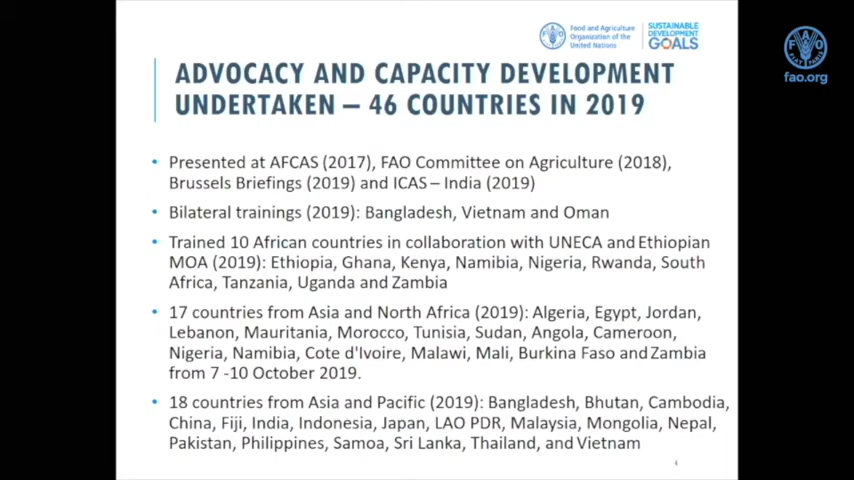 Food and Agriculture
Organization of the
United Nations
SUSTAINABLE
DEVELOPMENT
GOALS
FAO
FIAT PANIS
fao.org
ADVOCACY AND CAPACITY DEVELOPMENT
UNDERTAKEN – 46 COUNTRIES IN 2019
• Presented at AFCAS (2017), FAO Committee on Agriculture (2018),
Brussels Briefings (2019) and ICAS – India (2019)
• Bilateral trainings (2019): Bangladesh, Vietnam and Oman
• Trained 10 African countries in collaboration with UNECA and Ethiopian
MOA (2019): Ethiopia, Ghana, Kenya, Namibia, Nigeria, Rwanda, South
Africa, Tanzania, Uganda and Zambia
• 17 countries from Asia and North Africa (2019): Algeria, Egypt, Jordan,
Lebanon, Mauritania, Morocco, Tunisia, Sudan, Angola, Cameroon,
Nigeria, Namibia, Cote d'Ivoire, Malawi, Mali, Burkina Faso and Zambia
from 7 -10 October 2019.
• 18 countries from Asia and Pacific (2019): Bangladesh, Bhutan, Cambodia,
China, Fiji, India, Indonesia, Japan, LAO PDR, Malaysia, Mongolia, Nepal,
Pakistan, Philippines, Samoa, Sri Lanka, Thailand, and Vietnam